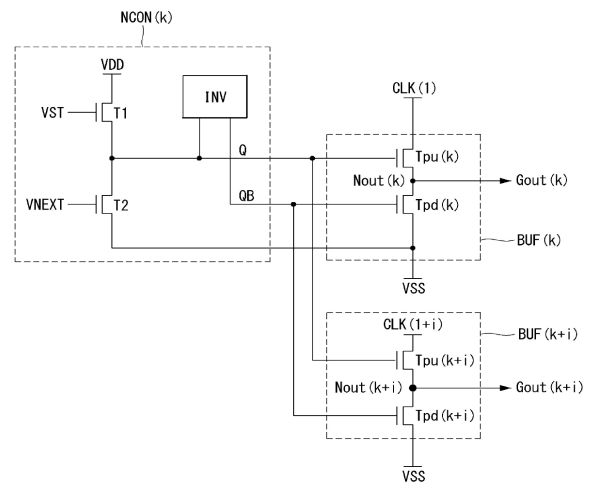 NCON(k)
VDD
CLK(1)
INV
VST
T1
Q
Tpu(k)
Nout(k)
Gout(k)
QB
VNEXT
T2
Tpd(k)
BUF(k)
VSS
CLK(1+i)
BUF(k+i)
Tpu(k+i)
Nout(k+i)
Gout(k+i)
Tpd(k+i)
VSS